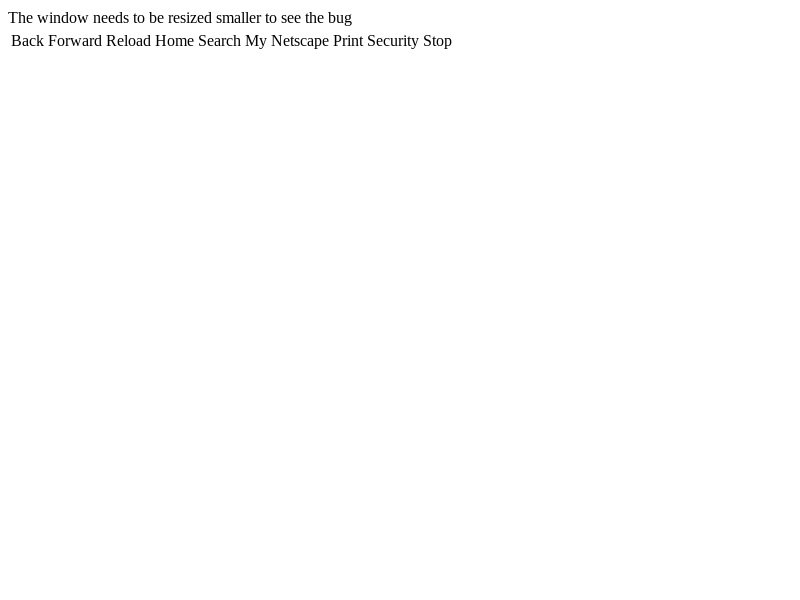 The window needs to be resized smaller to see the bug
Back Forward Reload Home Search My Netscape Print Security Stop